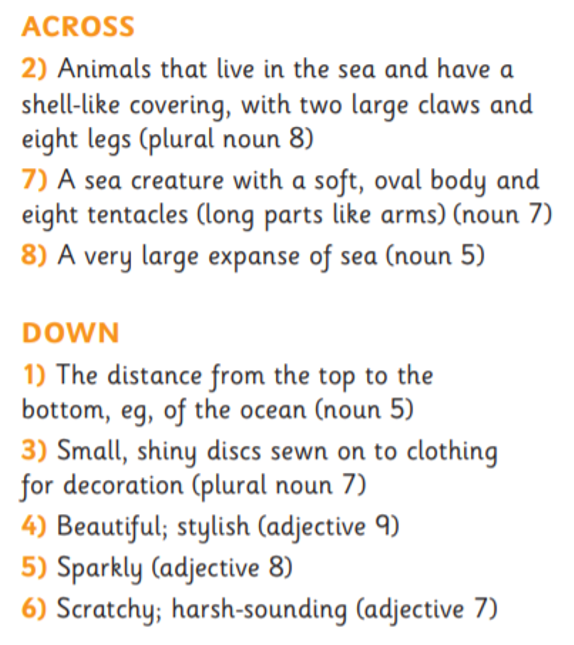 ACROSS
2) Animals that live in the sea and have a
shell-like covering, with two large claws and
eight legs (plural noun 8)
7) A sea creature with a soft, oval body and
eight tentacles (long parts like arms) (noun 7)
8) A very large expanse of sea (noun 5)
DOWN
1) The distance from the top to the
bottom, eg, of the ocean (noun 5)
3) Small, shiny discs sewn on to clothing
for decoration (plural noun 7)
4) Beautiful; stylish (adjective 9)
5) Sparkly (adjective 8)
6) Scratchy; harsh-sounding (adjective 7)